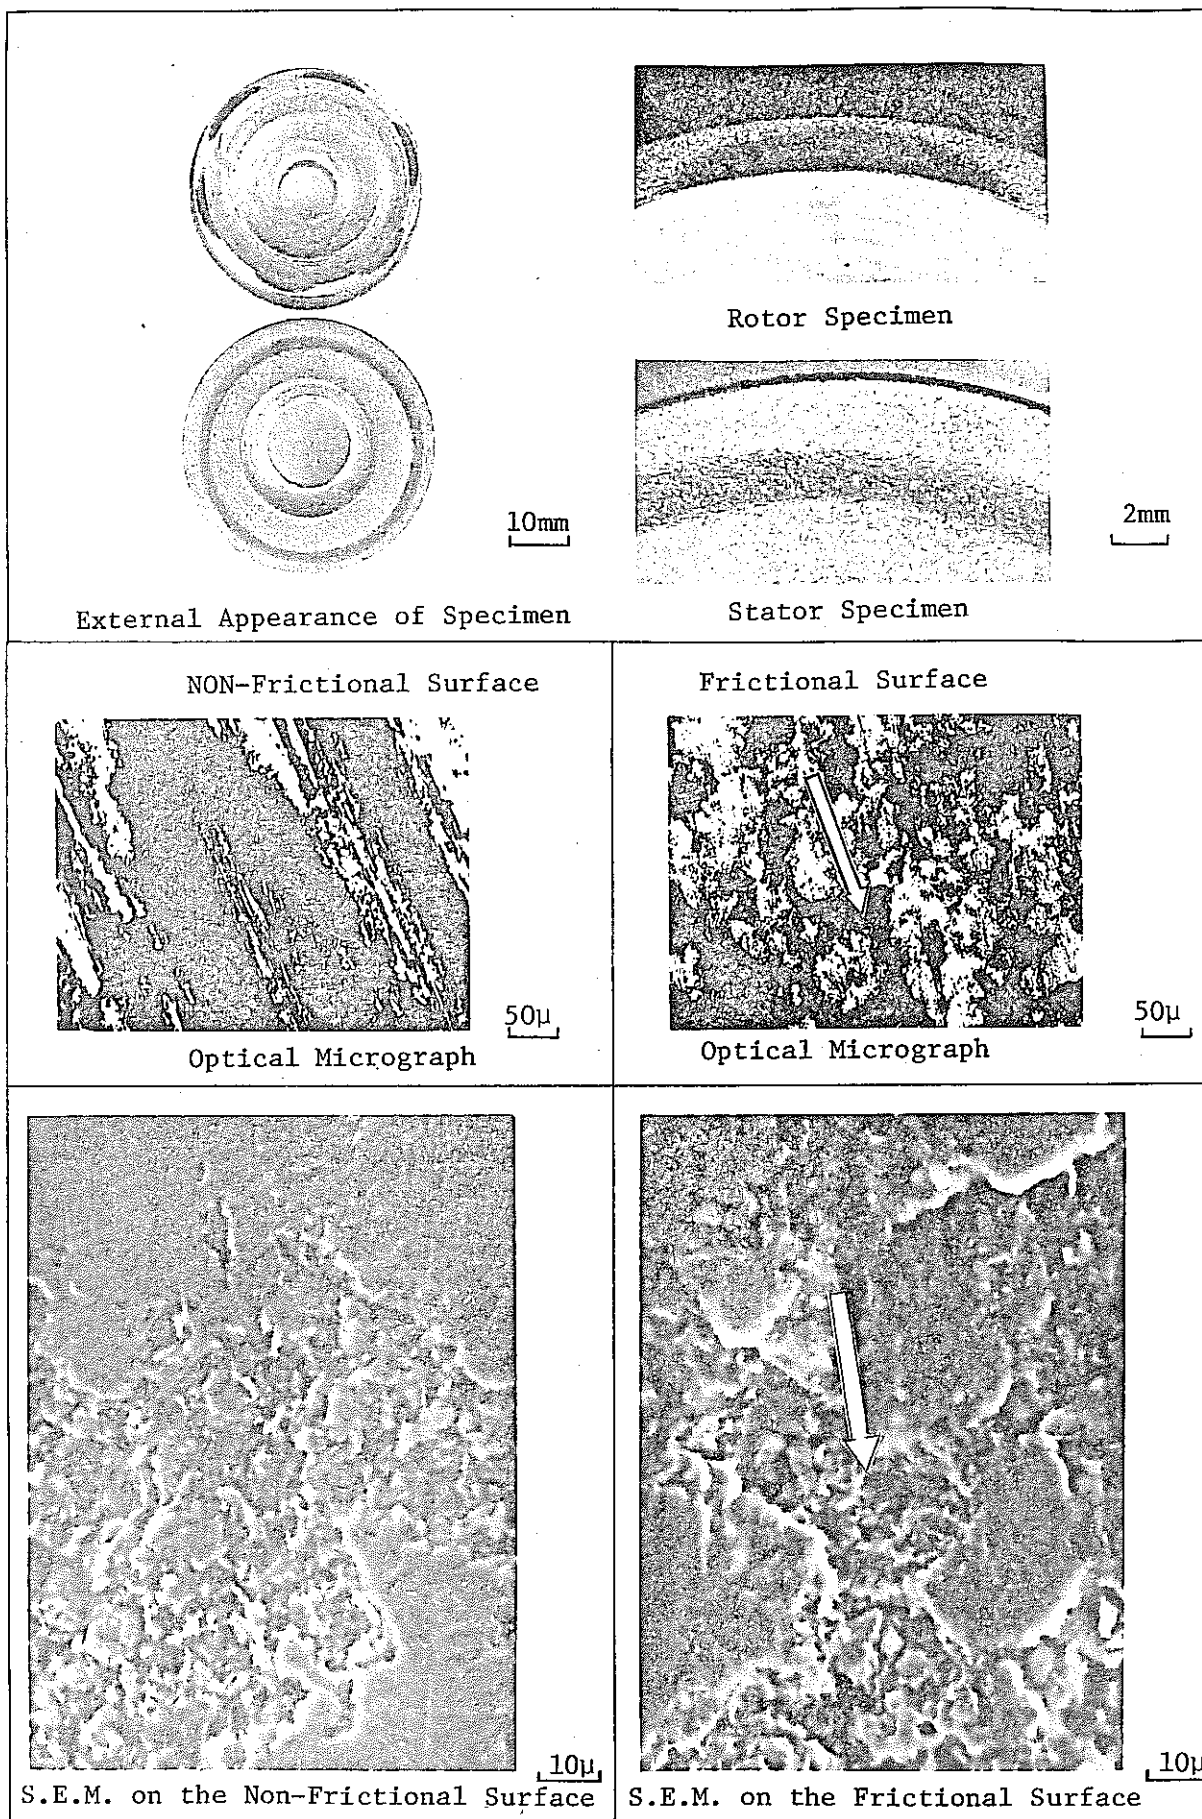 Rotor Specimen
10mm
2mm
External Appearance of Specimen
Stator Specimen
NON-Frictional Surface
50μ
Optical Micrograph
Frictional Surface
50μ
Optical Micrograph
10μ
S.E.M. on the Non-Frictional Surface
10μ
S.E.M. on the Frictional Surface